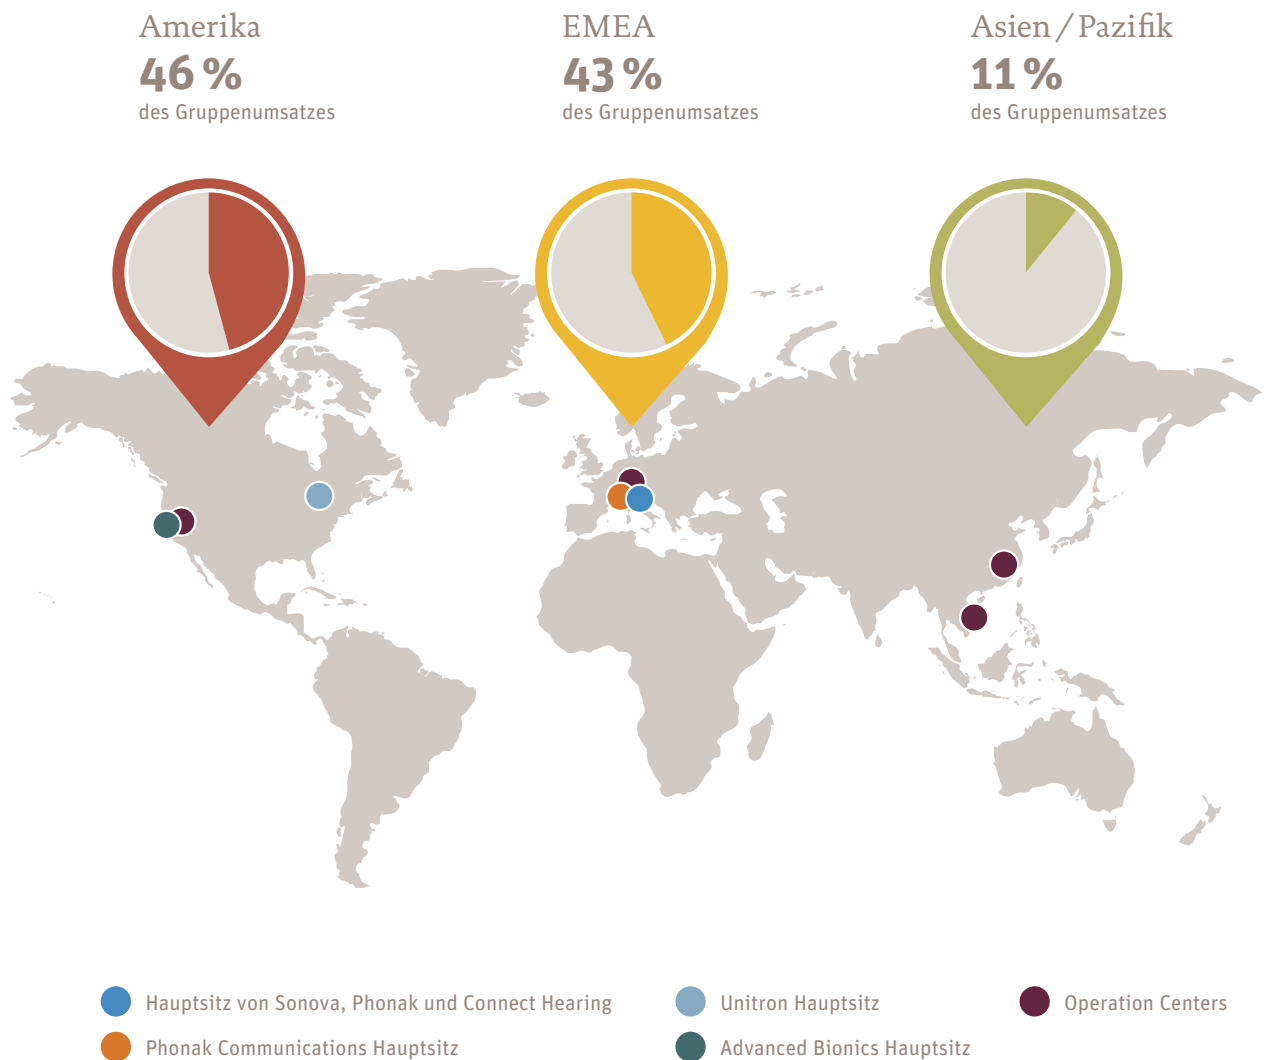 Amerika
46 %
des Gruppenumsatzes
EMEA
43 %
des Gruppenumsatzes
Asien / Pazifik
11 %
des Gruppenumsatzes
Hauptsitz von Sonova, Phonak und Connect Hearing
Phonak Communications Hauptsitz
Unitron Hauptsitz
Advanced Bionics Hauptsitz
Operation Centers